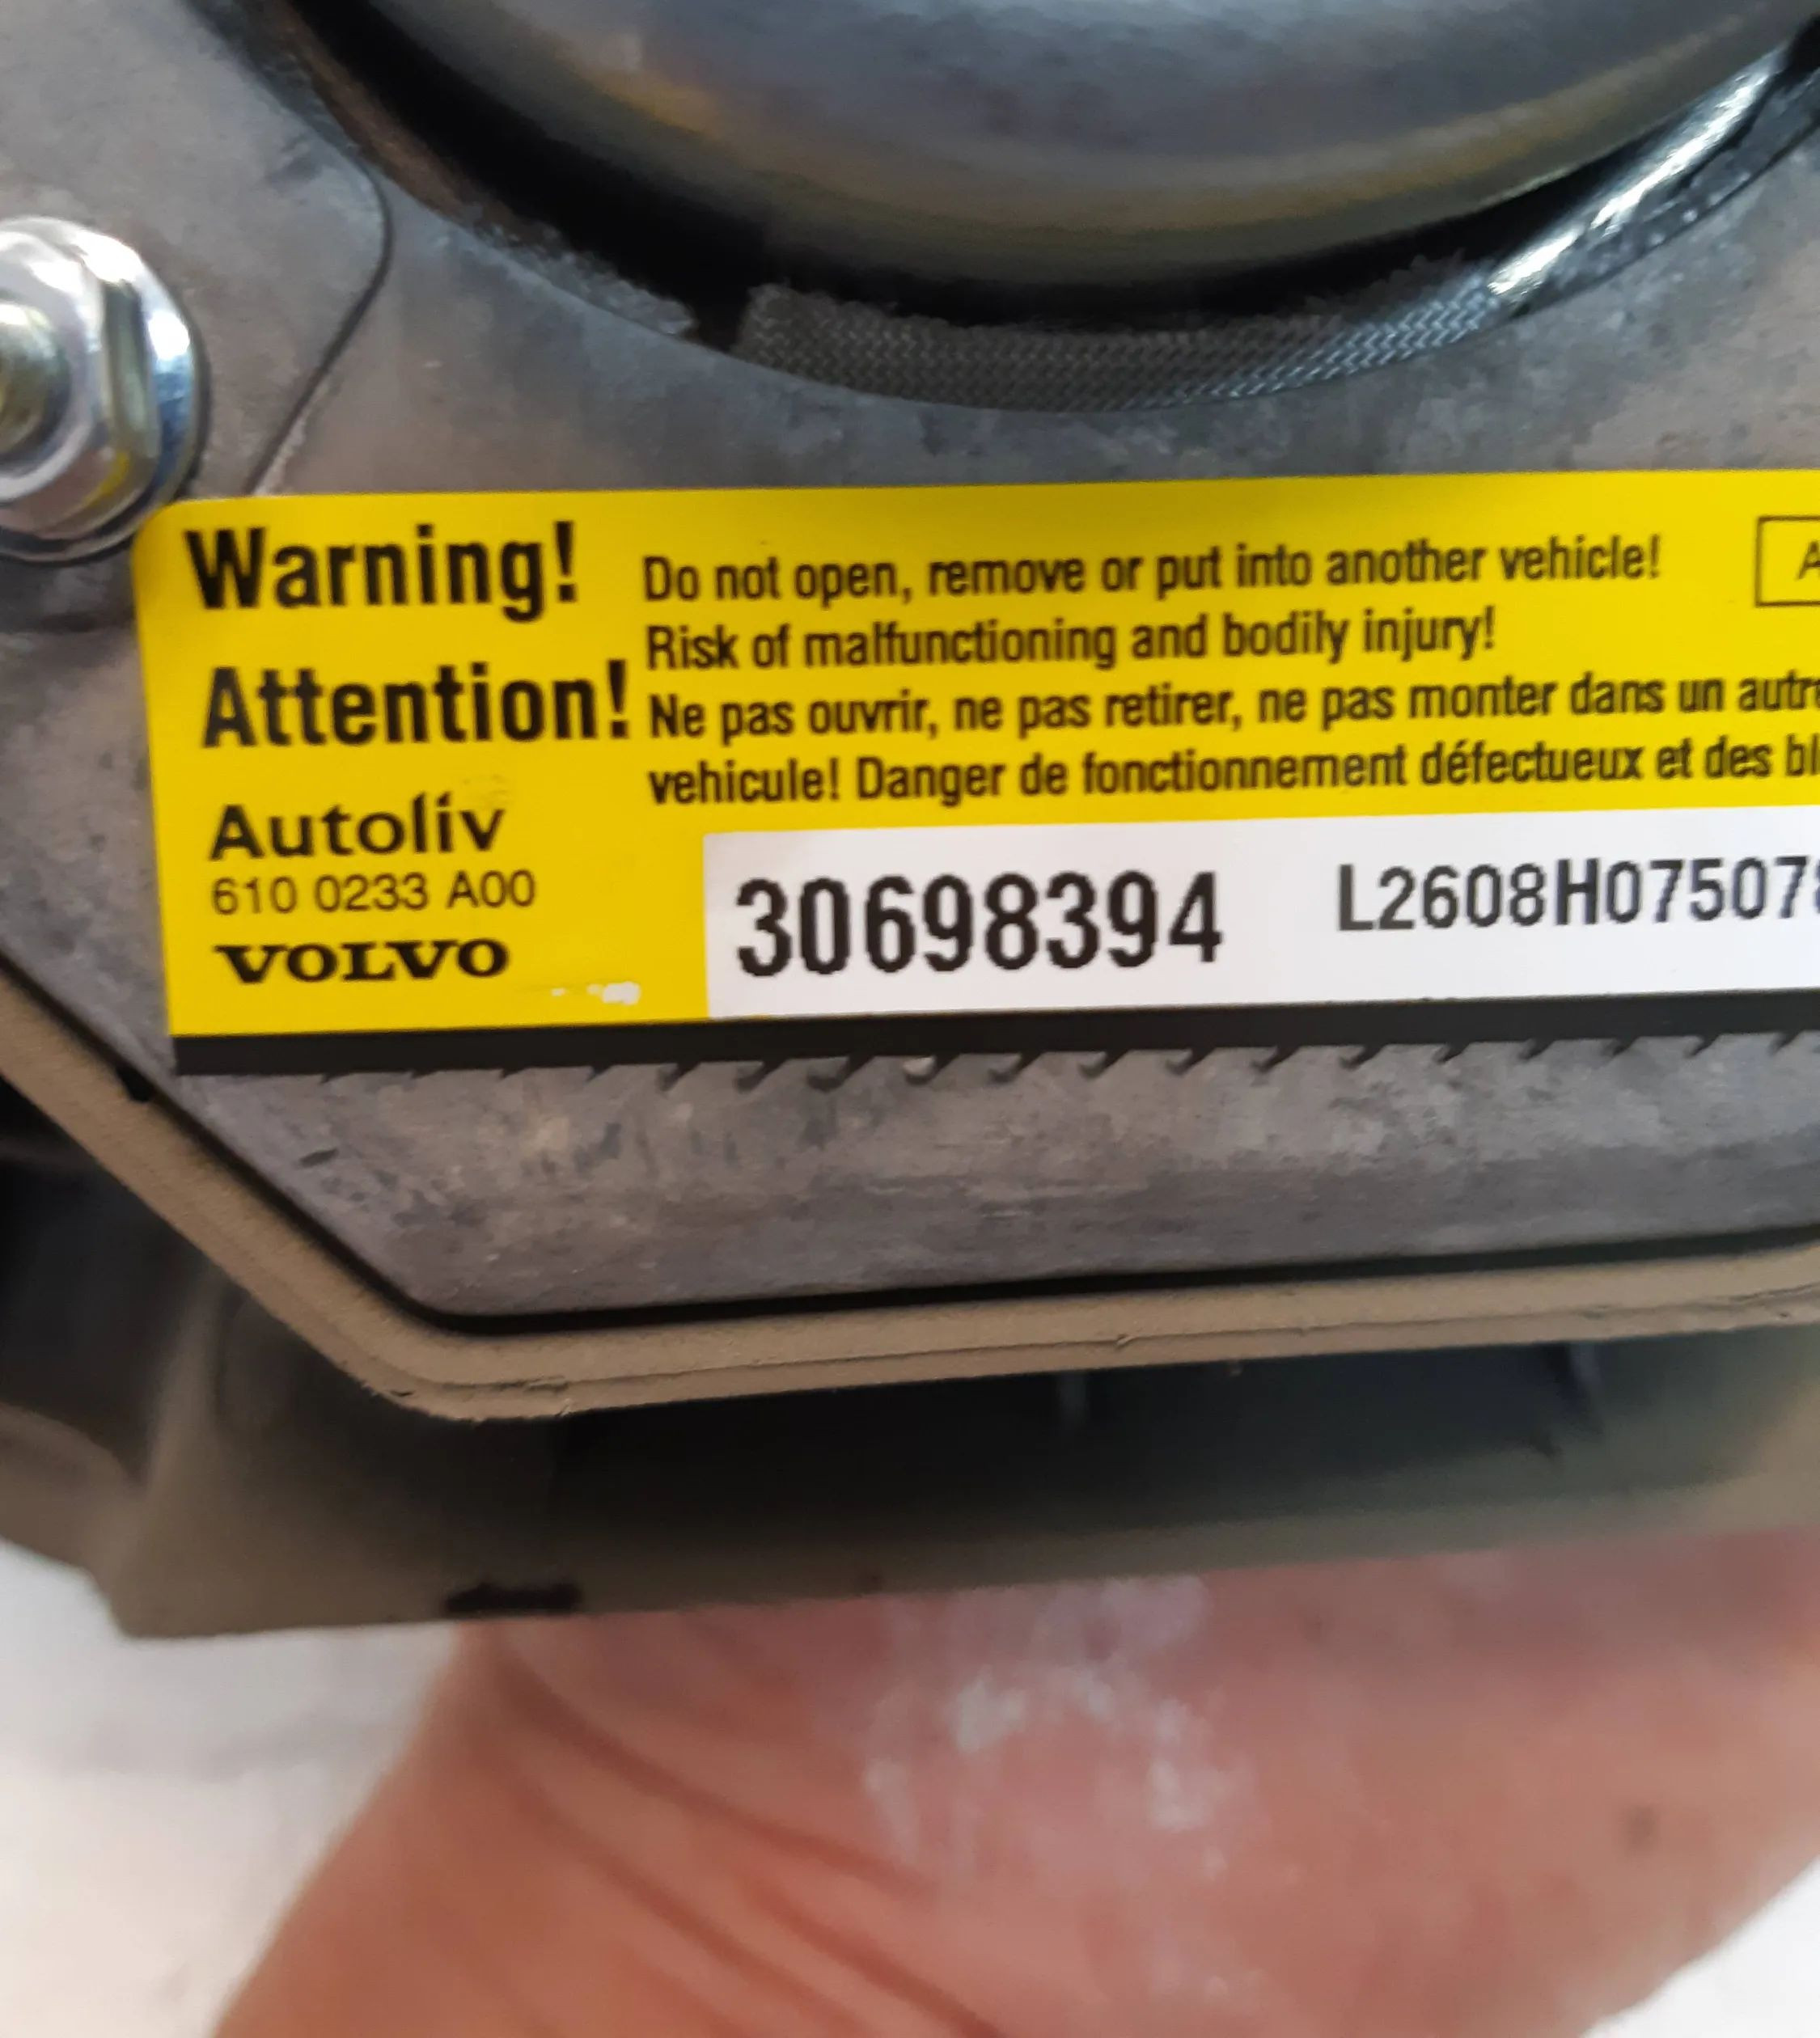 Warning!
Do not open, remove or put into another vehicle!
Risk of malfunctioning and bodily injury!
Attention!
Ne pas ouvrir, ne pas retirer, ne pas monter dans un autre
vehicule! Danger de fonctionnement défectueux et des bl
Autoliv
610 0233 A00
VOLVO
30698394
L2608H07507
A